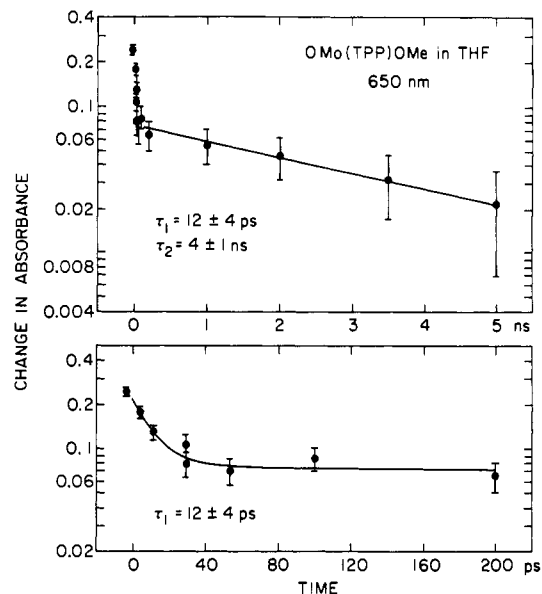 0.4
OMo(TPP)OMe in THF
0.2
650 nm
0.1
0.06
0.02
τ₁ = 12 ± 4 ps
τ₂ = 4 ± 1 ns
0.008
0.004
0 1 2 3 4 5 ns
CHANGE IN ABSORBANCE
0.4
0.2
0.1
0.06
τ₁ = 12 ± 4 ps
0.02
0 40 80 120 160 200 ps
TIME